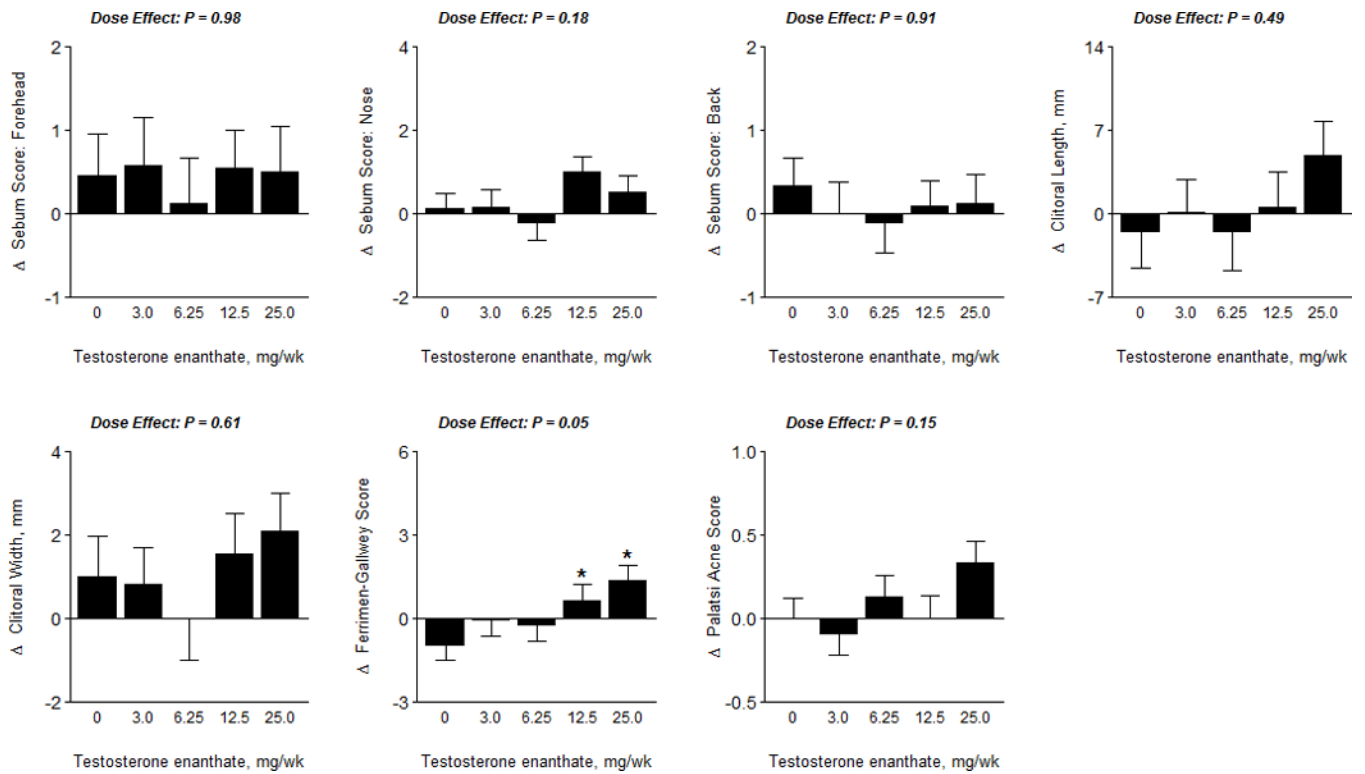 Dose Effect: P = 0.98
2
1
0
-1
Δ Sebum Score: Forehead
0 3.0 6.25 12.5 25.0
Testosterone enanthate, mg/wk
Dose Effect: P = 0.18
4
2
0
-2
Δ Sebum Score: Nose
0 3.0 6.25 12.5 25.0
Testosterone enanthate, mg/wk
Dose Effect: P = 0.91
2
1
0
-1
Δ Sebum Score: Back
0 3.0 6.25 12.5 25.0
Testosterone enanthate, mg/wk
Dose Effect: P = 0.49
14
7
0
-7
Δ Clitoral Length, mm
0 3.0 6.25 12.5 25.0
Testosterone enanthate, mg/wk
Dose Effect: P = 0.61
4
2
0
-2
Δ Clitoral Width, mm
0 3.0 6.25 12.5 25.0
Testosterone enanthate, mg/wk
Dose Effect: P = 0.05
6
3
0
-3
Δ Ferrimen-Gallwey Score
* *
0 3.0 6.25 12.5 25.0
Testosterone enanthate, mg/wk
Dose Effect: P = 0.15
1.0
0.5
0.0
-0.5
Δ Palatsi Acne Score
0 3.0 6.25 12.5 25.0
Testosterone enanthate, mg/wk